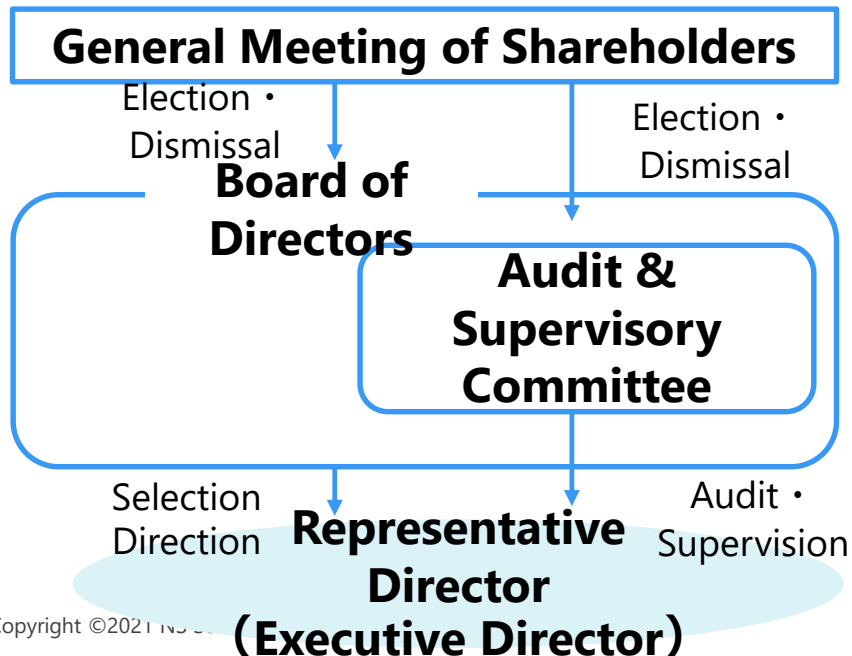 General Meeting of Shareholders
Election・
Dismissal
Election・
Dismissal
Board of
Directors
Audit &
Supervisory
Committee
Selection
Direction
Audit・
Supervision
Representative
Director
（Executive Director）
Copyright ©2021 NS